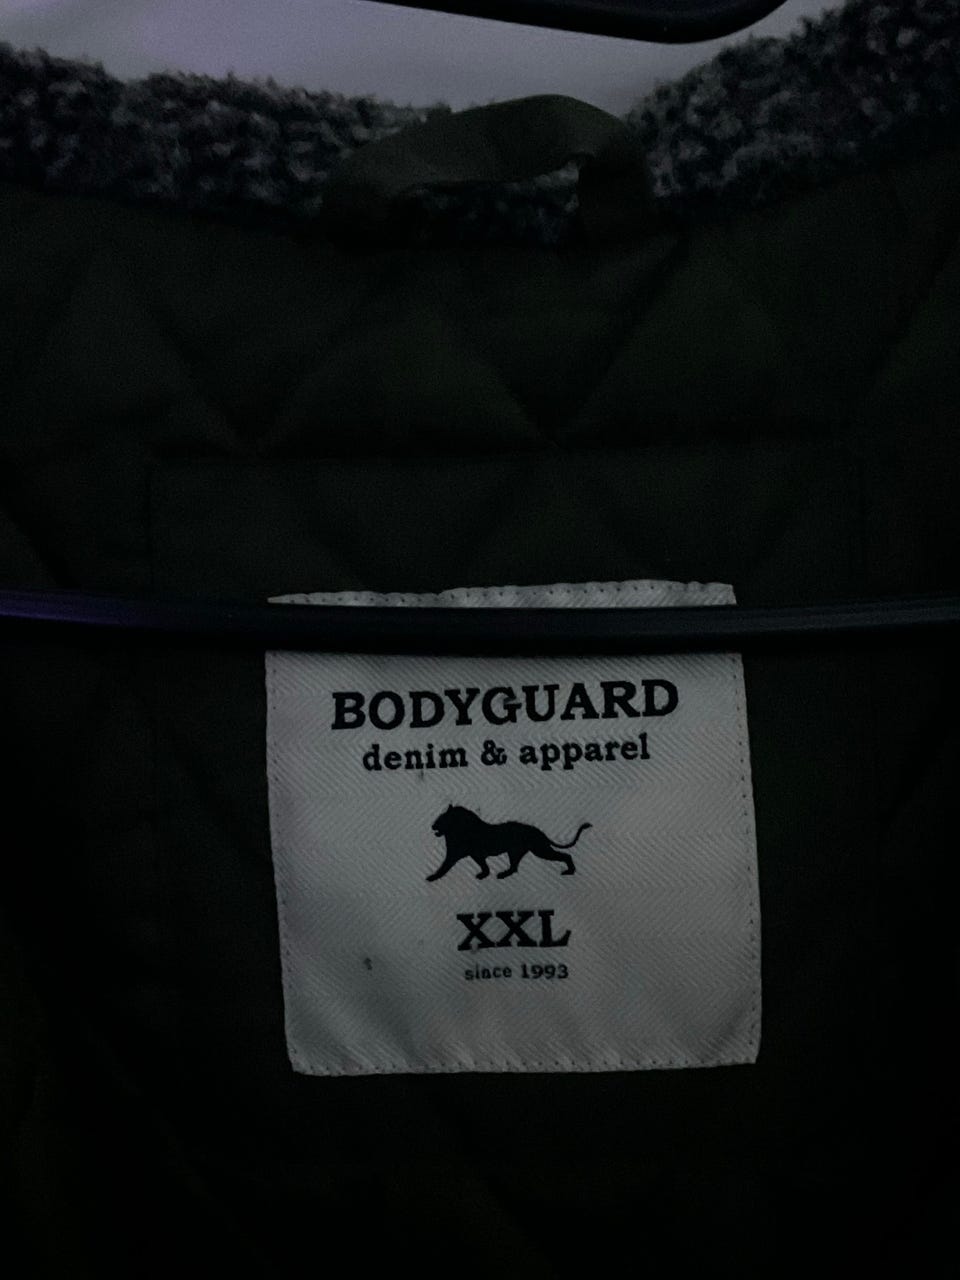 BODYGUARD
denim & apparel
XXL
since 1993